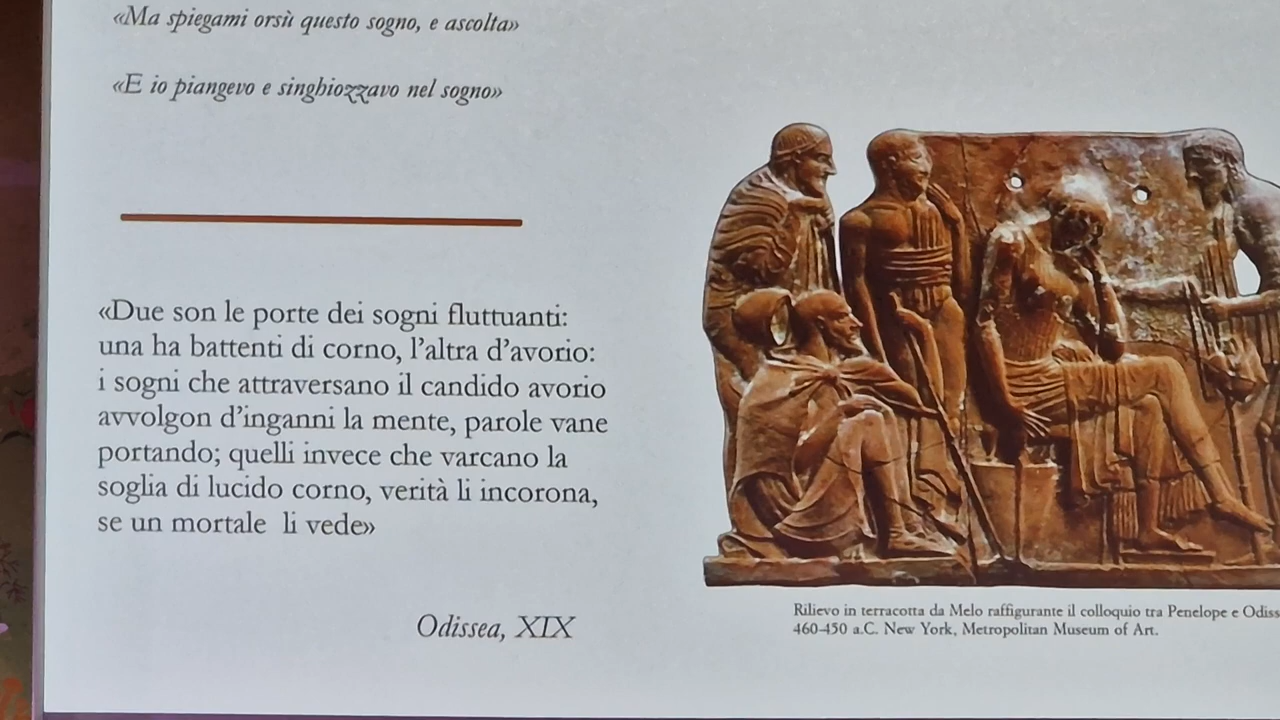 «Ma spiegami orsù questo sogno, e ascolta»
«E io piangevo e singhiozzavo nel sogno»
«Due son le porte dei sogni fluttuanti:
una ha battenti di corno, l'altra d'avorio:
i sogni che attraversano il candido avorio
avvolgon d'inganni la mente, parole vane
portando; quelli invece che varcano la
soglia di lucido corno, verità li incorona,
se un mortale li vede»
Odissea, XIX
Rilievo in terracotta da Melo raffigurante il colloquio tra Penelope e Odiss
460-450 a.C. New York, Metropolitan Museum of Art.